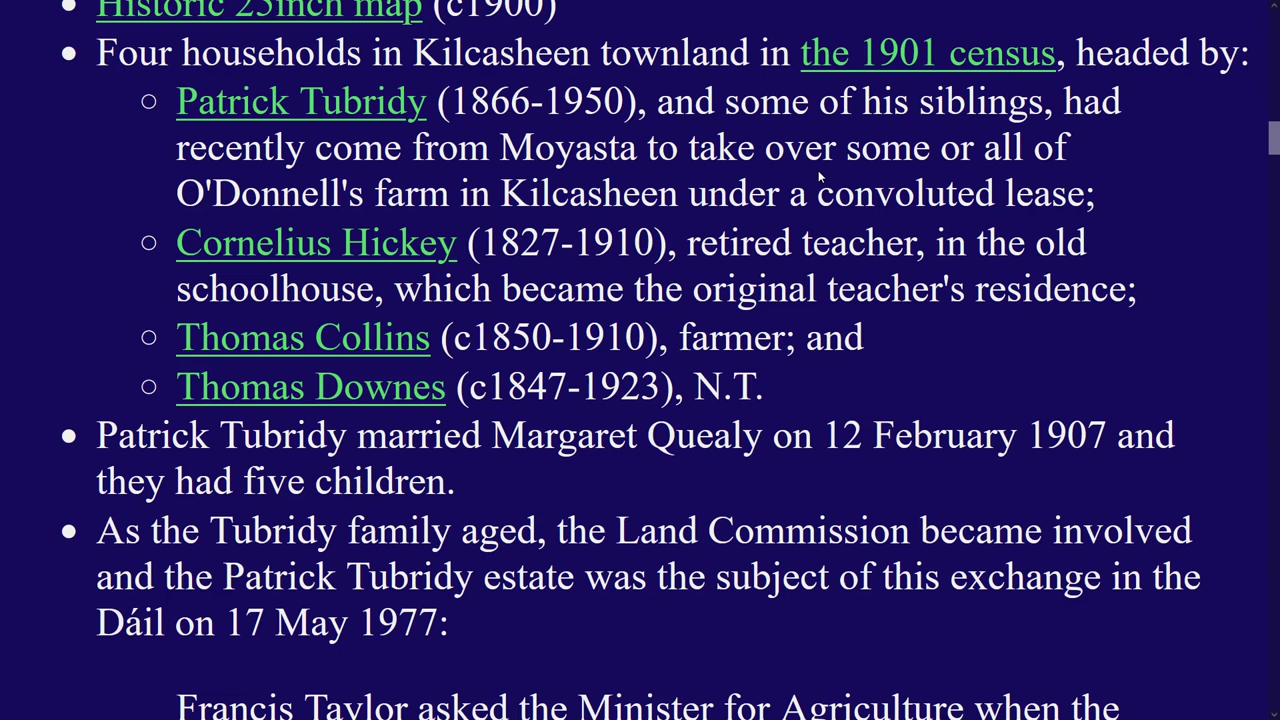 Historic 25inch map (c1900)
Four households in Kilcasheen townland in the 1901 census, headed by:
Patrick Tubridy (1866-1950), and some of his siblings, had
recently come from Moyasta to take over some or all of
O'Donnell's farm in Kilcasheen under a convoluted lease;
Cornelius Hickey (1827-1910), retired teacher, in the old
schoolhouse, which became the original teacher's residence;
Thomas Collins (c1850-1910), farmer; and
Thomas Downes (c1847-1923), N.T.
Patrick Tubridy married Margaret Quealy on 12 February 1907 and
they had five children.
As the Tubridy family aged, the Land Commission became involved
and the Patrick Tubridy estate was the subject of this exchange in the
Dáil on 17 May 1977:
Francis Taylor asked the Minister for Agriculture when the